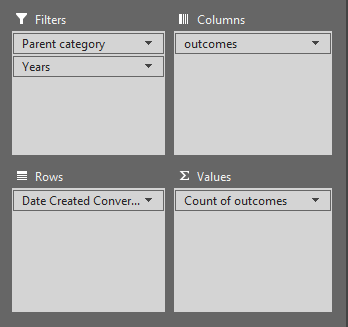 Filters
Parent category
Years
Columns
outcomes
Rows
Date Created Conver...
Σ Values
Count of outcomes